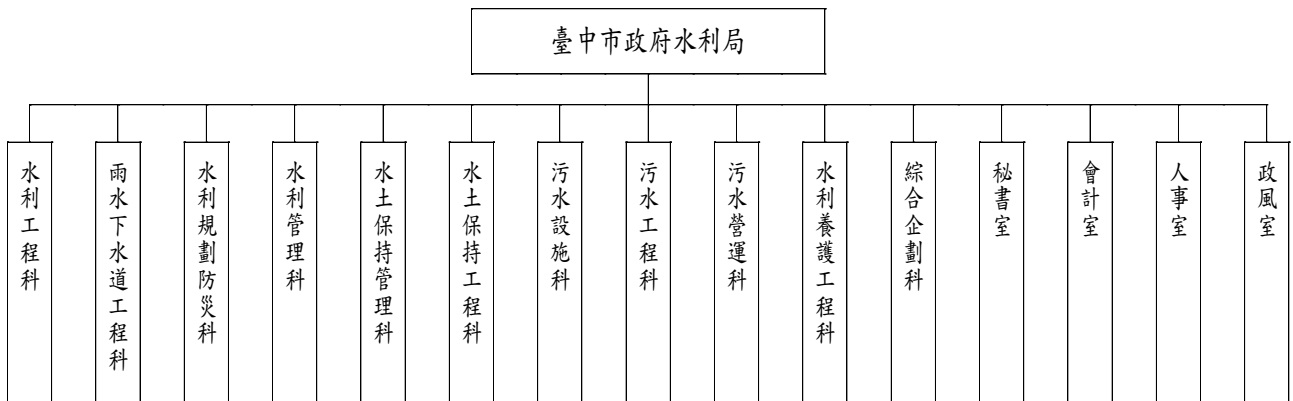 臺中市政府水利局
水利工程科
雨水下水道工程科
水利規劃防災科
水利管理科
水土保持管理科
水土保持工程科
污水設施科
污水工程科
污水營運科
水利養護工程科
綜合企劃科
秘書室
會計室
人事室
政風室